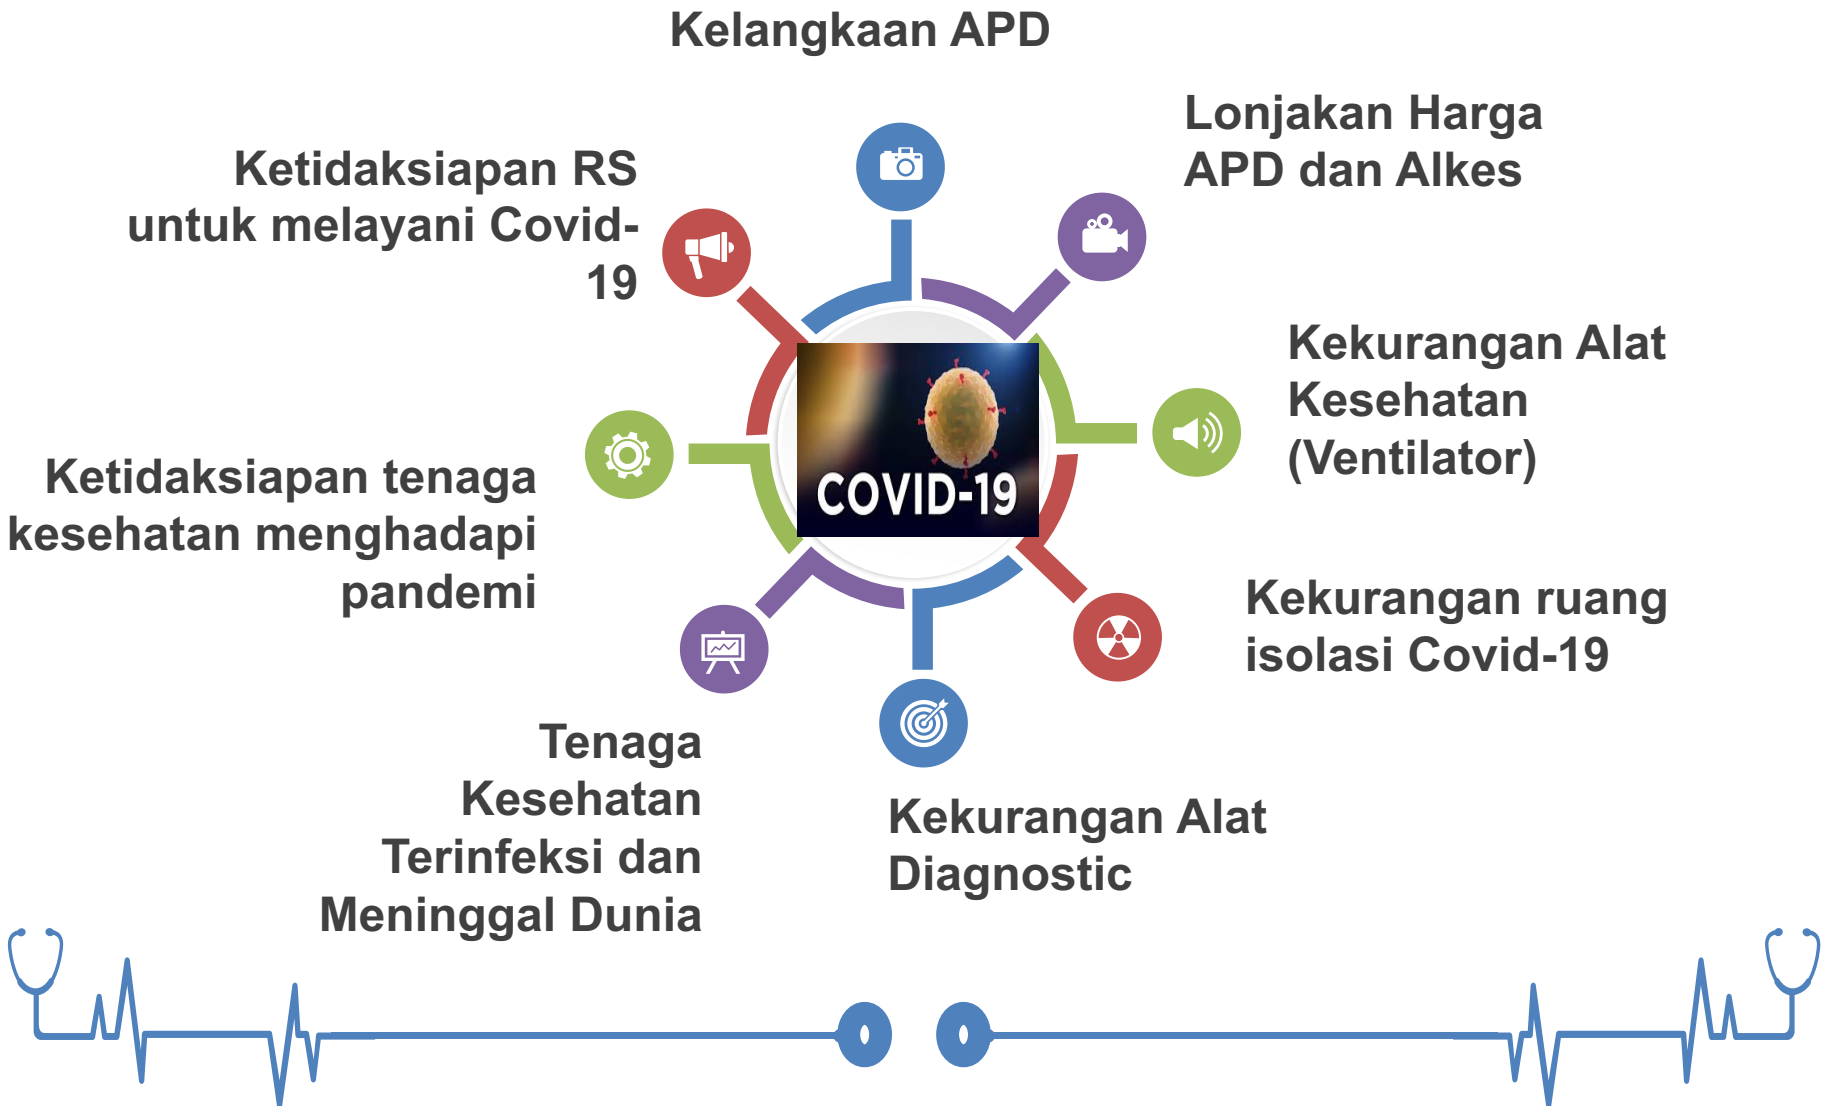 Kelangkaan APD
Lonjakan Harga
APD dan Alkes
Ketidaksiapan RS
untuk melayani Covid-
19
Kekurangan Alat
Kesehatan
(Ventilator)
COVID-19
Ketidaksiapan tenaga
kesehatan menghadapi
pandemi
Kekurangan ruang
isolasi Covid-19
Tenaga
Kesehatan
Terinfeksi dan
Meninggal Dunia
Kekurangan Alat
Diagnostic